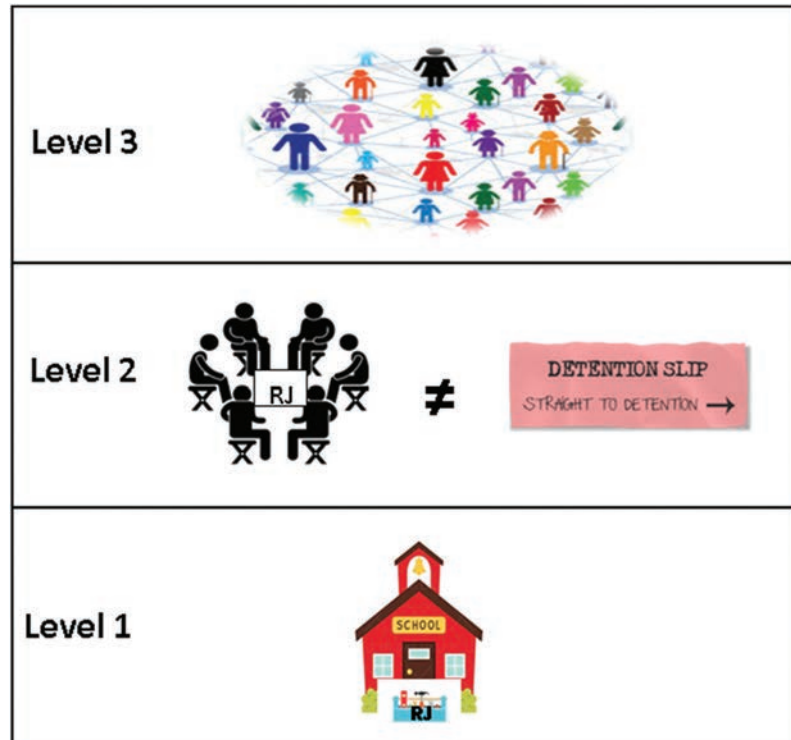 Level 3
Level 2
RJ
≠
DETENTION SLIP
STRAIGHT TO DETENTION →
Level 1
SCHOOL
RJ